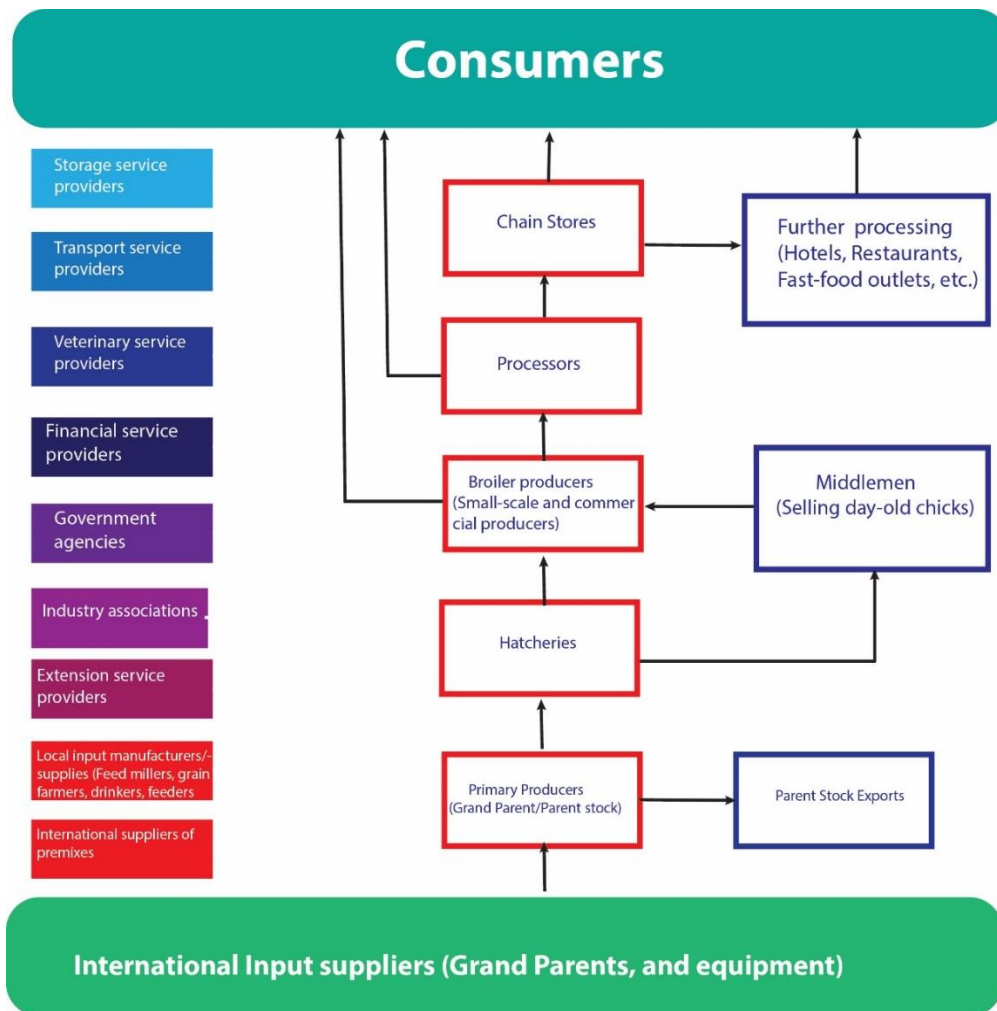 Consumers
Storage service
providers
Transport service
providers
Veterinary service
providers
Financial service
providers
Government
agencies
Industry associations .
Extension service
providers
Local input manufacturers/-
supplies (Feed millers, grain
farmers, drinkers, feeders
International suppliers of
premixes
Chain Stores
Further processing
(Hotels, Restaurants,
Fast-food outlets, etc.)
Processors
Broiler producers
(Small-scale and commer
cial producers)
Middlemen
(Selling day-old chicks)
Hatcheries
Primary Producers
(Grand Parent/Parent stock)
Parent Stock Exports
International Input suppliers (Grand Parents, and equipment)